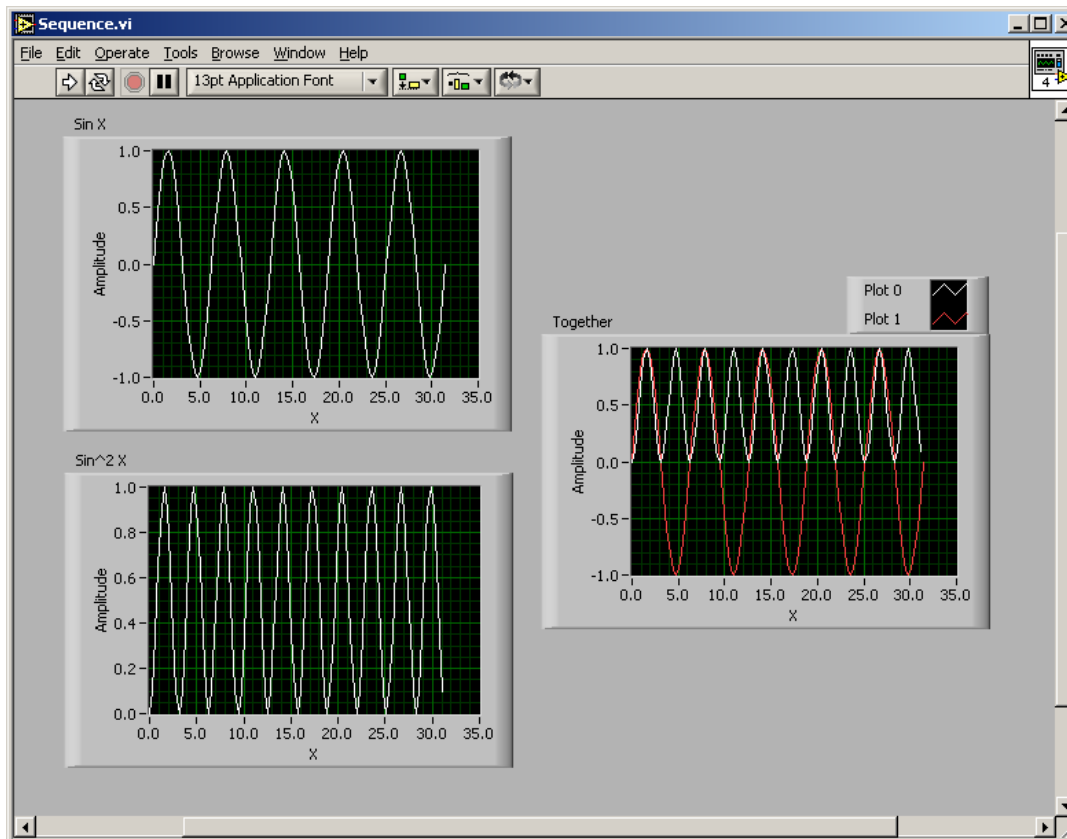 Sequence.vi
File Edit Operate Tools Browse Window Help
13pt Application Font
4
Sin X
1.0
0.5
0.0
-0.5
-1.0
Amplitude
0.0 5.0 10.0 15.0 20.0 25.0 30.0 35.0
X
Plot 0
Plot 1
Together
1.0
0.5
0.0
-0.5
-1.0
Amplitude
0.0 5.0 10.0 15.0 20.0 25.0 30.0 35.0
X
Sin^2 X
1.0
0.8
0.6
0.4
0.2
0.0
Amplitude
0.0 5.0 10.0 15.0 20.0 25.0 30.0 35.0
X